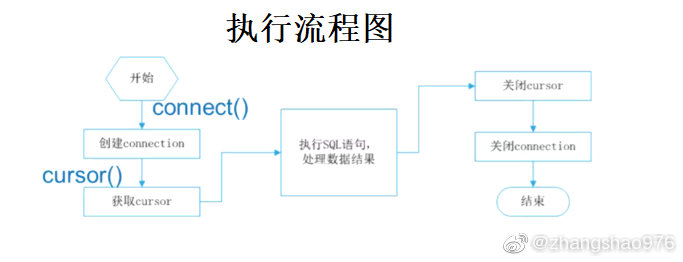 执行流程图
开始
connect()
创建connection
cursor()
获取cursor
执行SQL语句，
处理数据结果
关闭cursor
关闭connection
结束
@zhangshao976